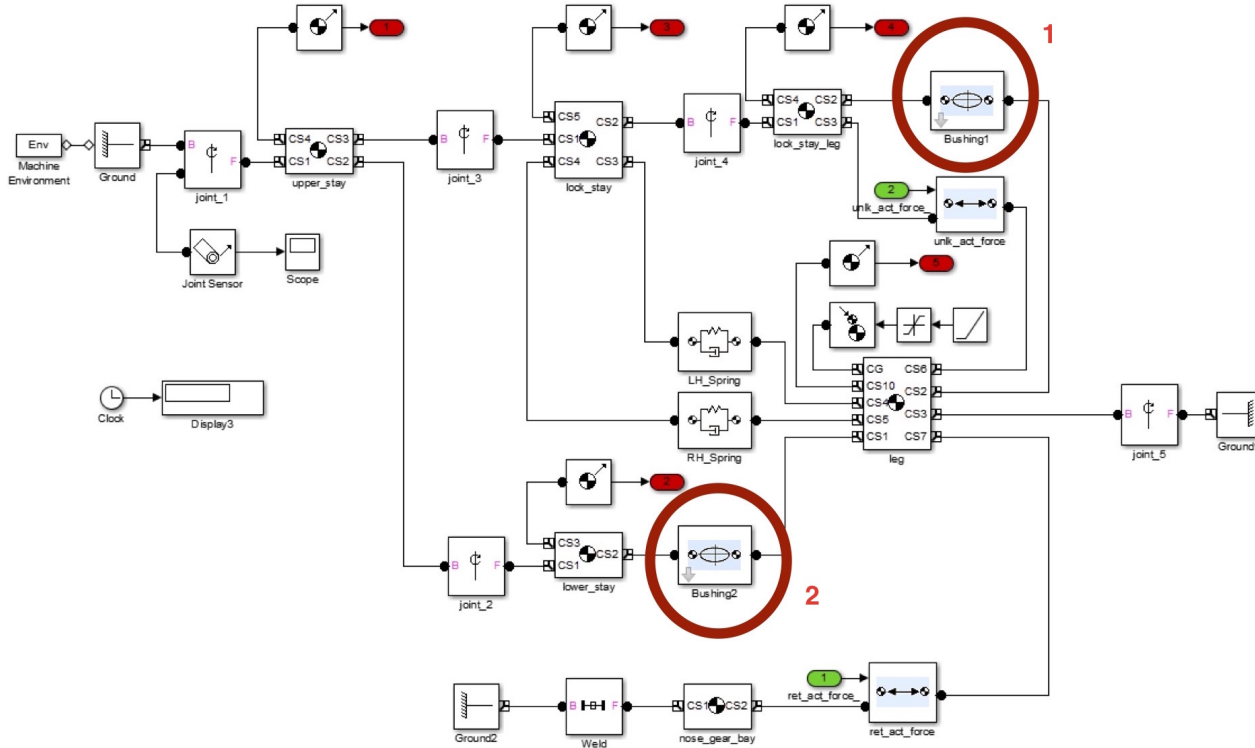 1
3
4
1
CS4
CS2
CS1
CS3
lock_stay_leg
Bushing1
Env
Machine
Environment
Ground
B
F
joint_1
CS4
CS3
CS1
CS2
upper_stay
B
F
joint_3
CS5
CS2
CS1
CS4
CS3
lock_stay
B
F
joint_4
2
unlk_act_force_
unlk_act_force
Joint Sensor
Scope
5
LH_Spring
RH_Spring
CG
CS6
CS10
CS2
CS4
CS3
CS5
CS7
CS1
leg
B
F
joint_5
Ground
Clock
Display3
2
B
F
joint_2
CS3
CS2
CS1
lower_stay
Bushing2
2
1
ret_act_force_
ret_act_force
Ground2
B
F
Weld
CS1
CS2
nose_gear_bay